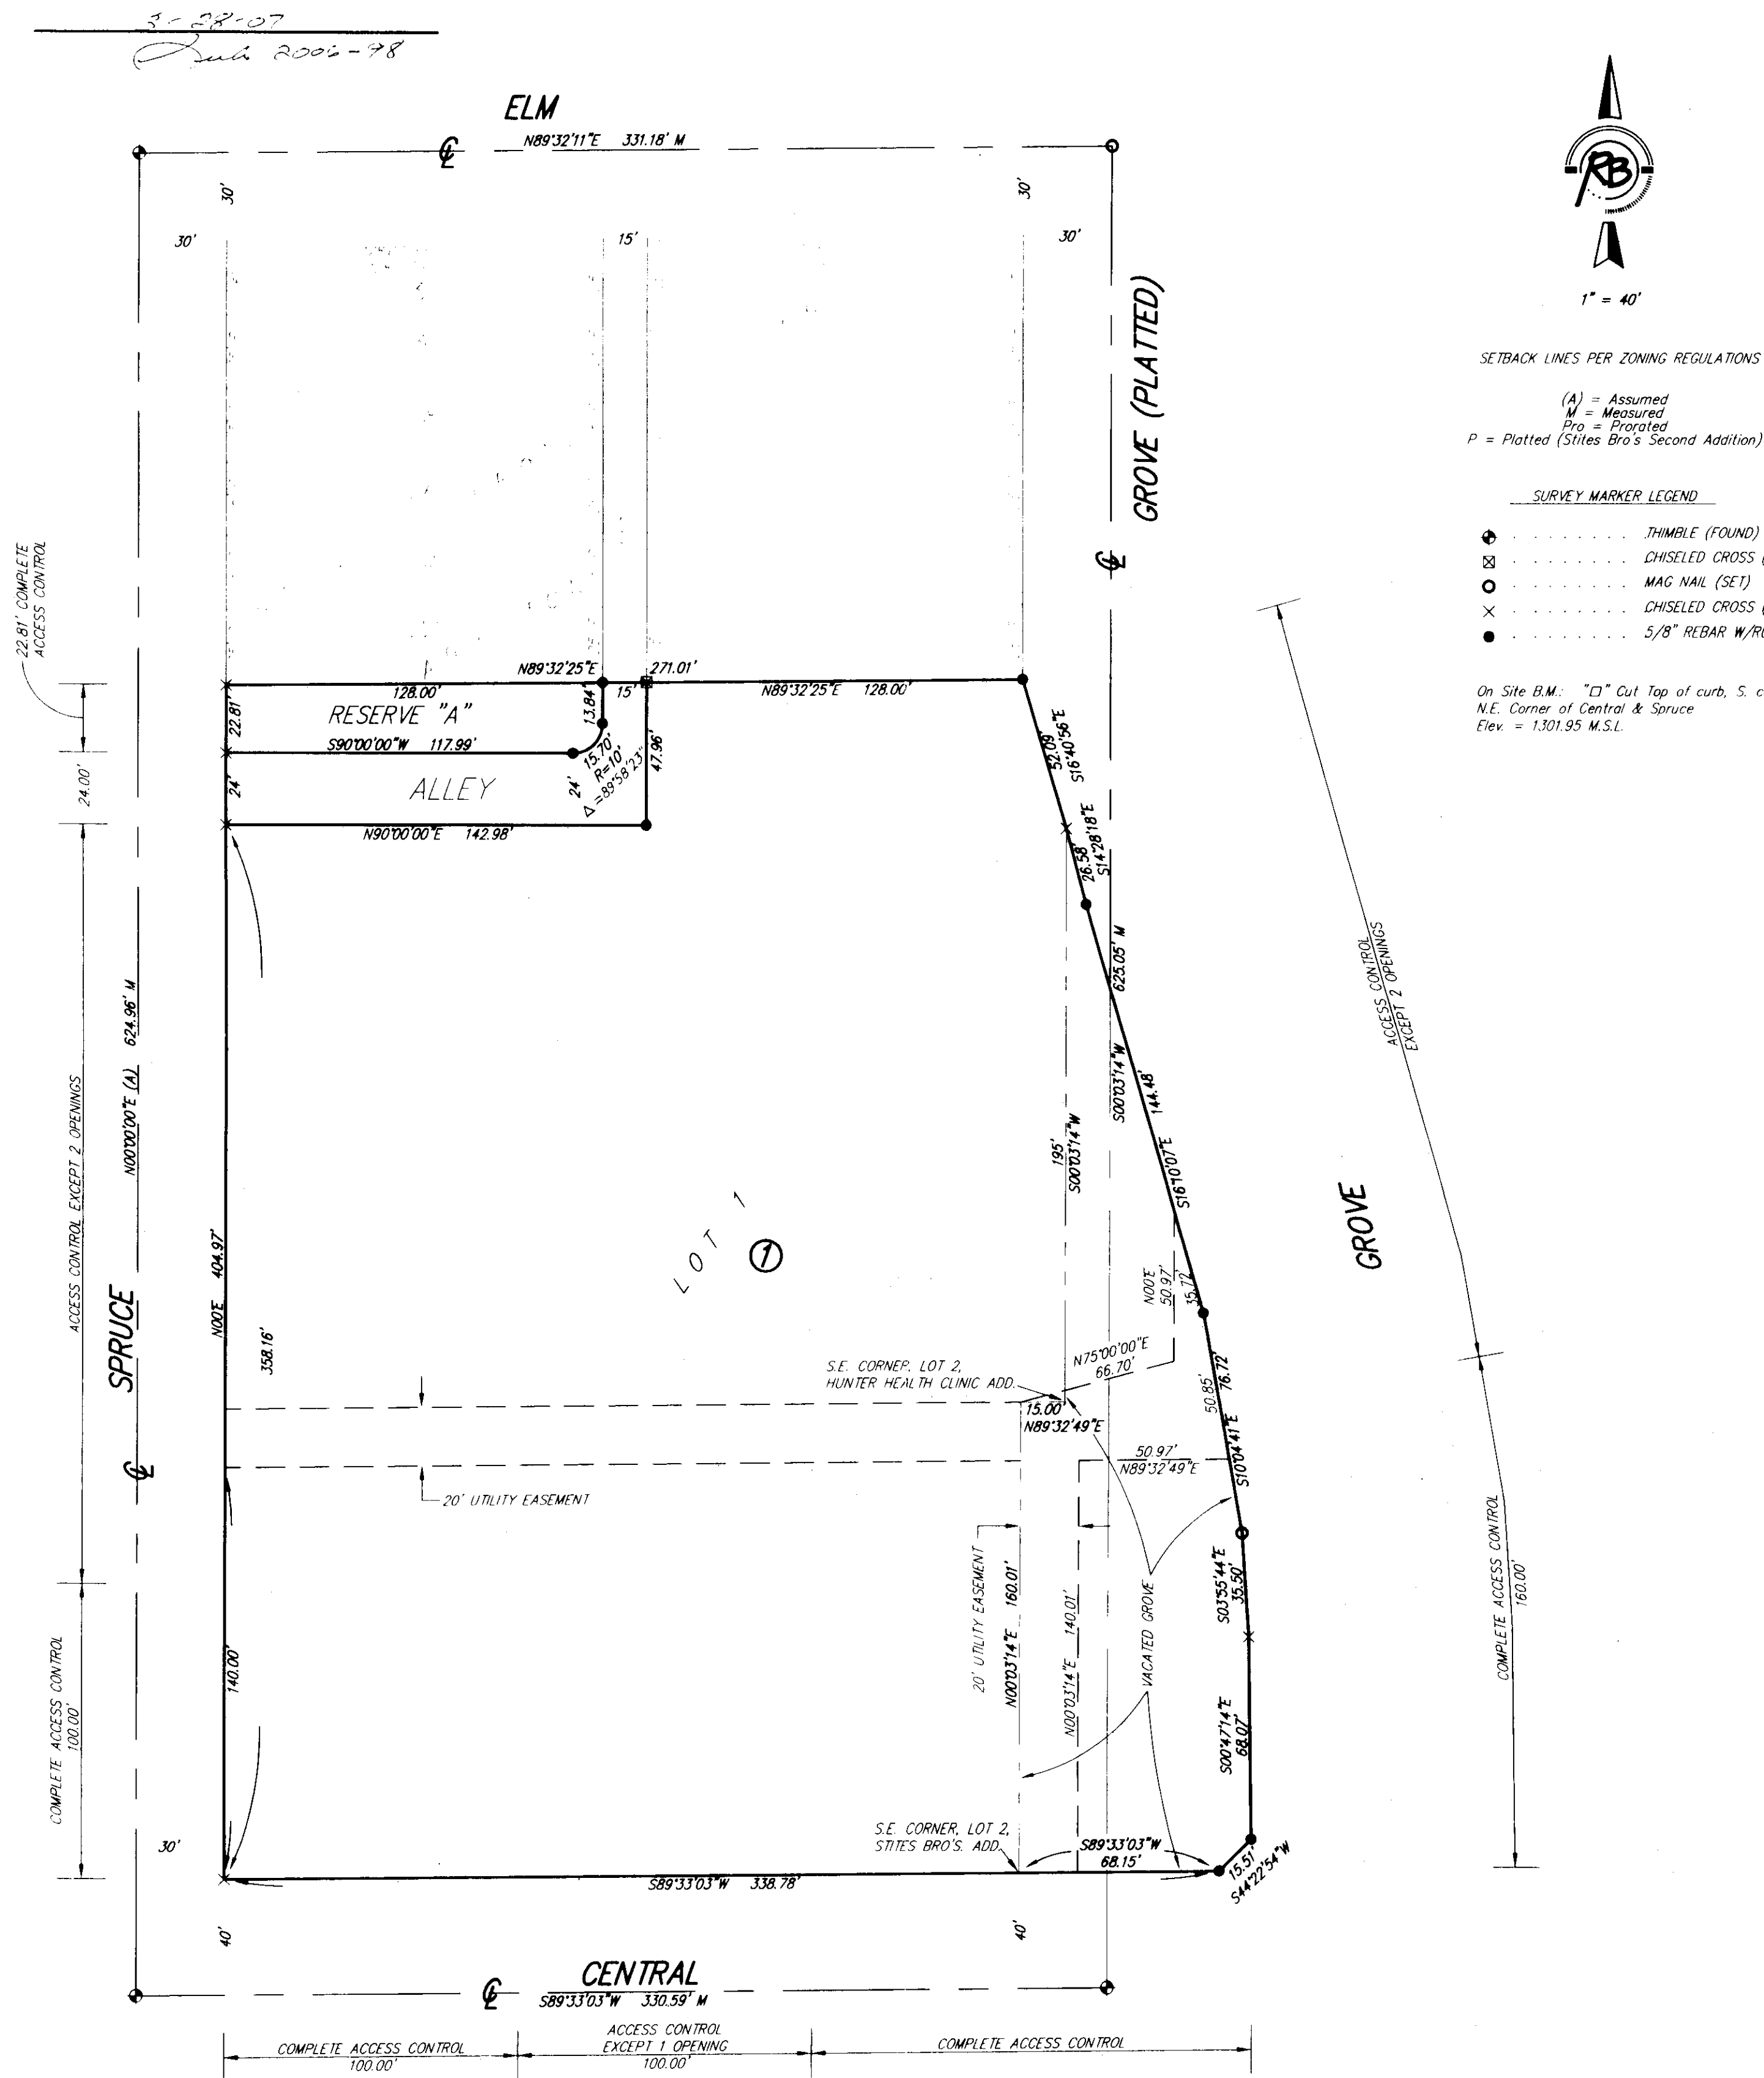 3-28-07
Sub 2006-98
ELM
N89°32'11"E 331.18' M
30'
30'
30'
15'
30'
RB
1" = 40'
SETBACK LINES PER ZONING REGULATIONS
(A) = Assumed
M = Measured
Pro = Prorated
P = Platted (Stites Bro's Second Addition)
SURVEY MARKER LEGEND
THIMBLE (FOUND)
CHISELED CROSS (
MAG NAIL (SET)
CHISELED CROSS (
5/8" REBAR W/
On Site B.M.: "□" Cut Top of curb, S.
N.E. Corner of Central & Spruce
Elev. = 1301.95 M.S.L.
GROVE (PLATTED)
22.81' COMPLETE
ACCESS CONTROL
N89°32'25"E
271.01'
128.00'
15'
N89°32'25"E 128.00'
22.81'
RESERVE "A"
13.84'
S90°00'00"W 117.99'
15.70'
R=10'
Δ=89°58'23"
47.96'
24.00'
24'
ALLEY
24'
N90°00'00"E 142.98'
52.09'
S16°40'56"E
26.58'
S14°28'18"E
625.05' M
S00°03'14"W
144.48'
S16°10'07"E
195'
S00°03'14"W
ACCESS CONTROL
EXCEPT 2 OPENINGS
ACCESS CONTROL EXCEPT 2 OPENINGS
N00°00'00"E (A) 624.96' M
N00°E 404.97'
358.16'
SPRUCE
LOT 1
1
GROVE
N00°E
50.97'
35.72'
N75°00'00"E
66.70'
S.E. CORNER, LOT 2,
HUNTER HEALTH CLINIC ADD.
15.00'
N89°32'49"E
50.85'
76.72'
S10°04'41"E
50.97'
N89°32'49"E
20' UTILITY EASEMENT
20' UTILITY EASEMENT
N00°03'14"E 160.01'
N00°03'14"E 140.01'
VACATED GROVE
S03°55'44"E
35.50'
S00°47'14"E
68.07'
COMPLETE ACCESS CONTROL
160.00'
COMPLETE ACCESS CONTROL
100.00'
140.00'
30'
S.E. CORNER, LOT 2,
STITES BRO'S. ADD.
S89°33'03"W
68.15'
15.51'
S44°22'54"W
S89°33'03"W 338.78'
40'
40'
CENTRAL
S89°33'03"W 330.59' M
COMPLETE ACCESS CONTROL
100.00'
ACCESS CONTROL
EXCEPT 1 OPENING
100.00'
COMPLETE ACCESS CONTROL